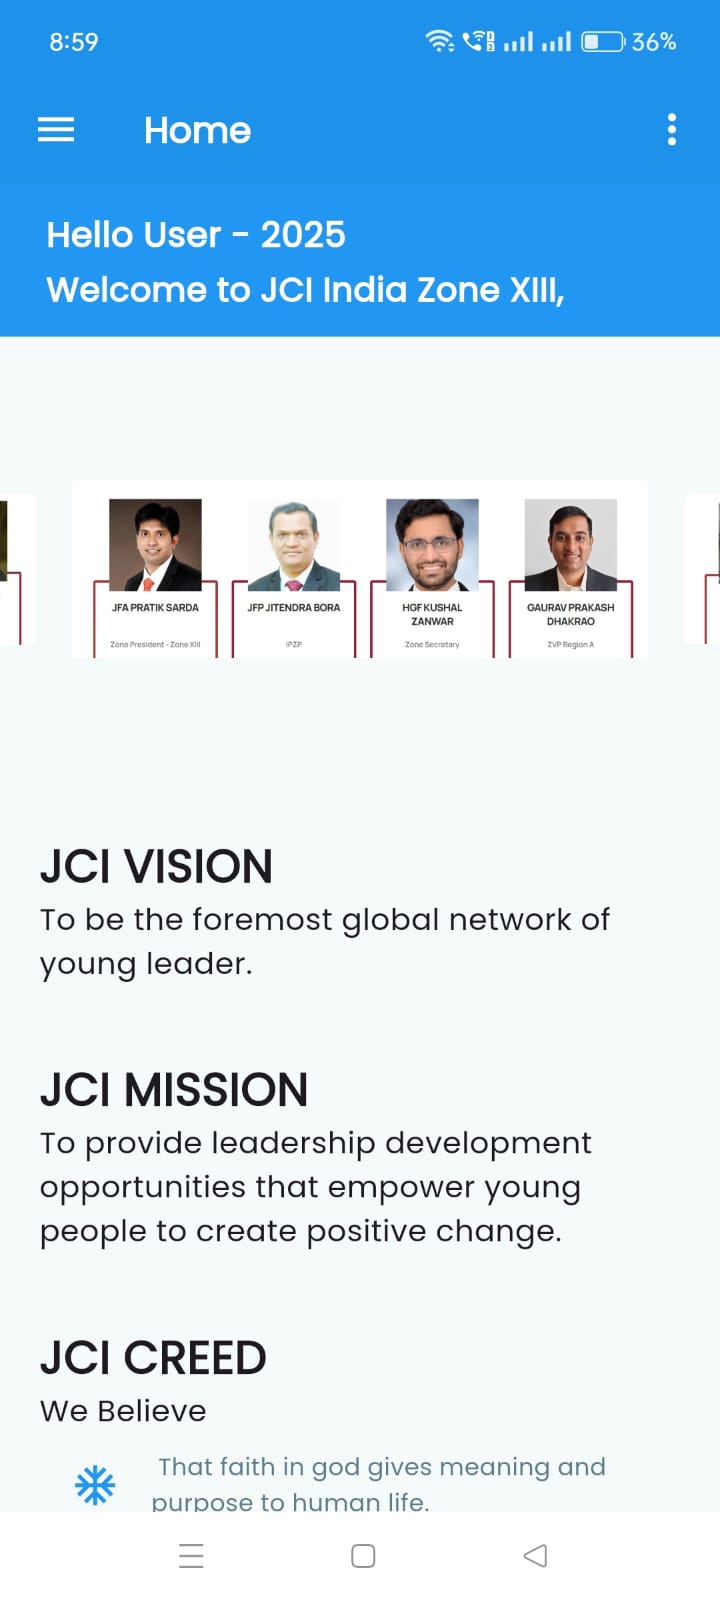 8:59
36%
Home
Hello User - 2025
Welcome to JCI India Zone XIII,
JFA PRATIK SARDA
Zone President - Zone XIII
JFP JITENDRA BORA
IPZP
HGF KUSHAL
ZANWAR
Zone Secretary
GAURAV PRAKASH
DHAKRAO
ZVP Region A
JCI VISION
To be the foremost global network of
young leader.
JCI MISSION
To provide leadership development
opportunities that empower young
people to create positive change.
JCI CREED
We Believe
That faith in god gives meaning and
purpose to human life.